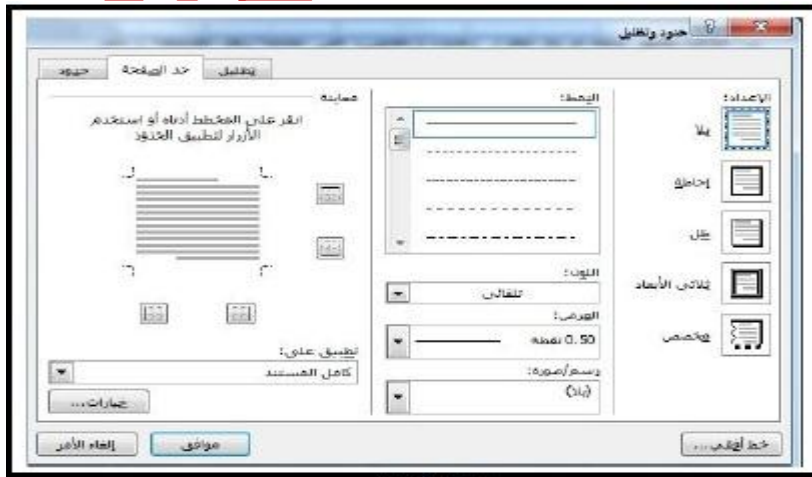 حدود وتظليل
حدود
حد الصفحة
تظليل
الإعداد:
بلا
إحاطة
ظل
ثلاثي الأبعاد
مخصص
النمط:
اللون:
تلقائي
العرض:
0.50 نقطة
رسم/صورة:
(بلا)
معاينة
انقر على المخطط أدناه أو استخدم
الأزرار لتطبيق الحدود
تطبيق على:
كامل المستند
خيارات...
خط أفقي...
موافق
إلغاء الأمر